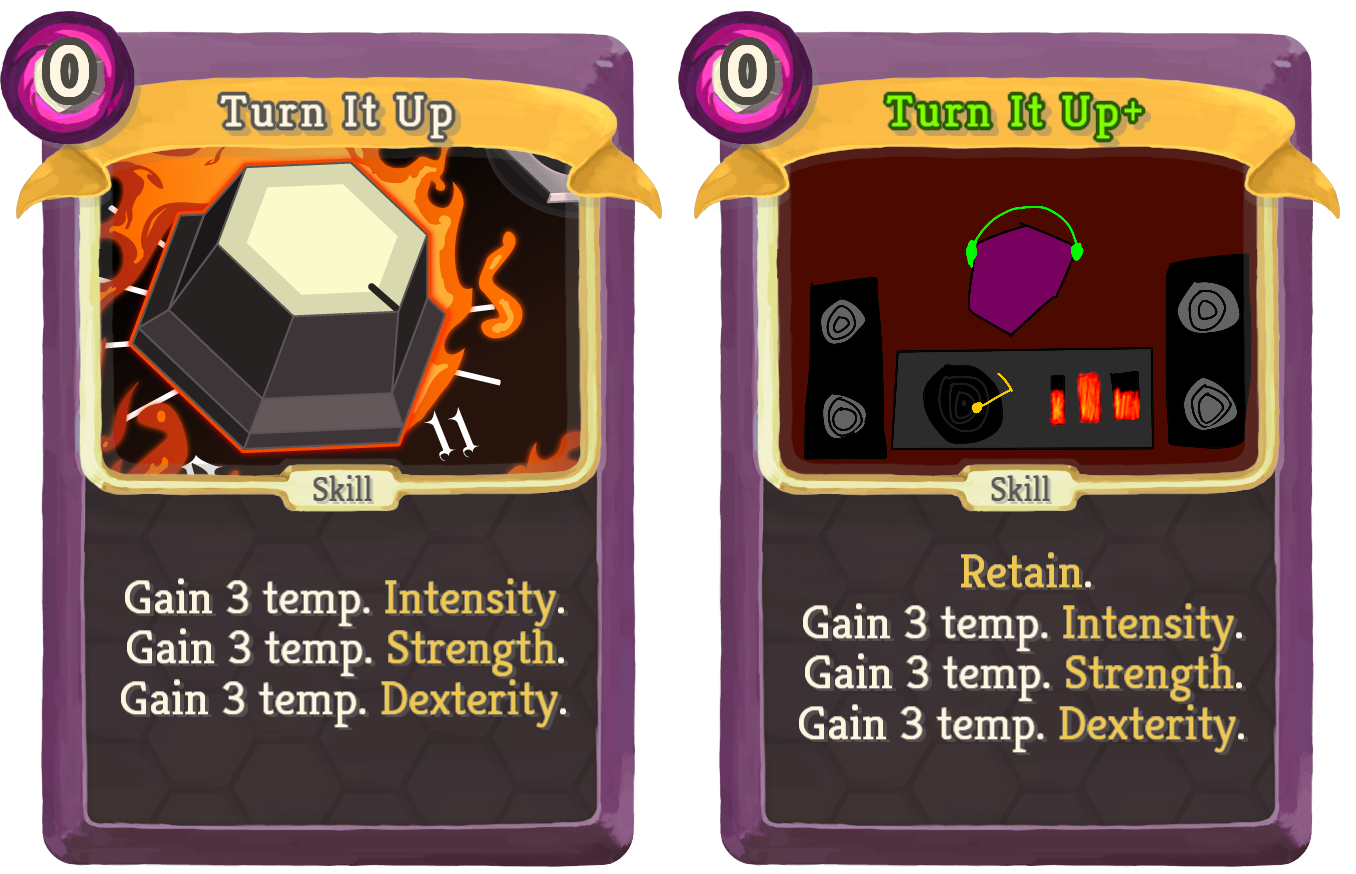 0
Turn It Up
11
Skill
Gain 3 temp. Intensity.
Gain 3 temp. Strength.
Gain 3 temp. Dexterity.
0
Turn It Up+
Skill
Retain.
Gain 3 temp. Intensity.
Gain 3 temp. Strength.
Gain 3 temp. Dexterity.